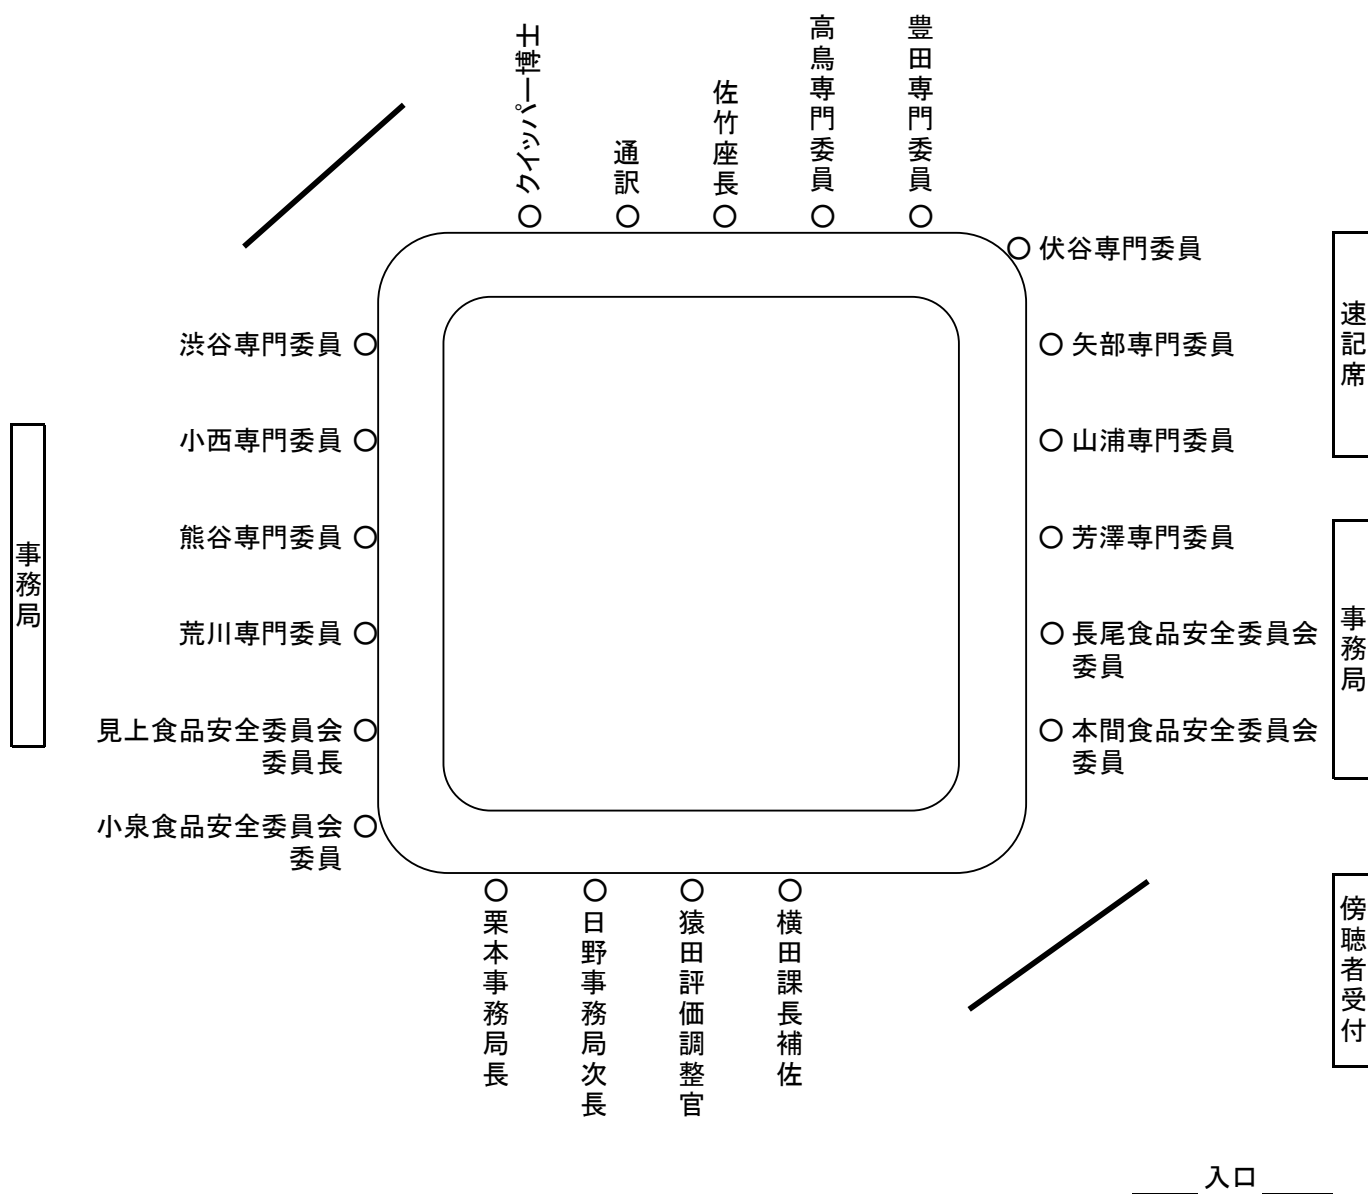 クイッパー博士
通訳
佐竹座長
高鳥専門委員
豊田専門委員
伏谷専門委員
渋谷専門委員
矢部専門委員
小西専門委員
山浦専門委員
熊谷専門委員
芳澤専門委員
荒川専門委員
長尾食品安全委員会
委員
見上食品安全委員会
委員長
本間食品安全委員会
委員
小泉食品安全委員会
委員
栗本事務局長
日野事務局次長
猿田評価調整官
横田課長補佐
事務局
速記席
事務局
傍聴者受付
入口